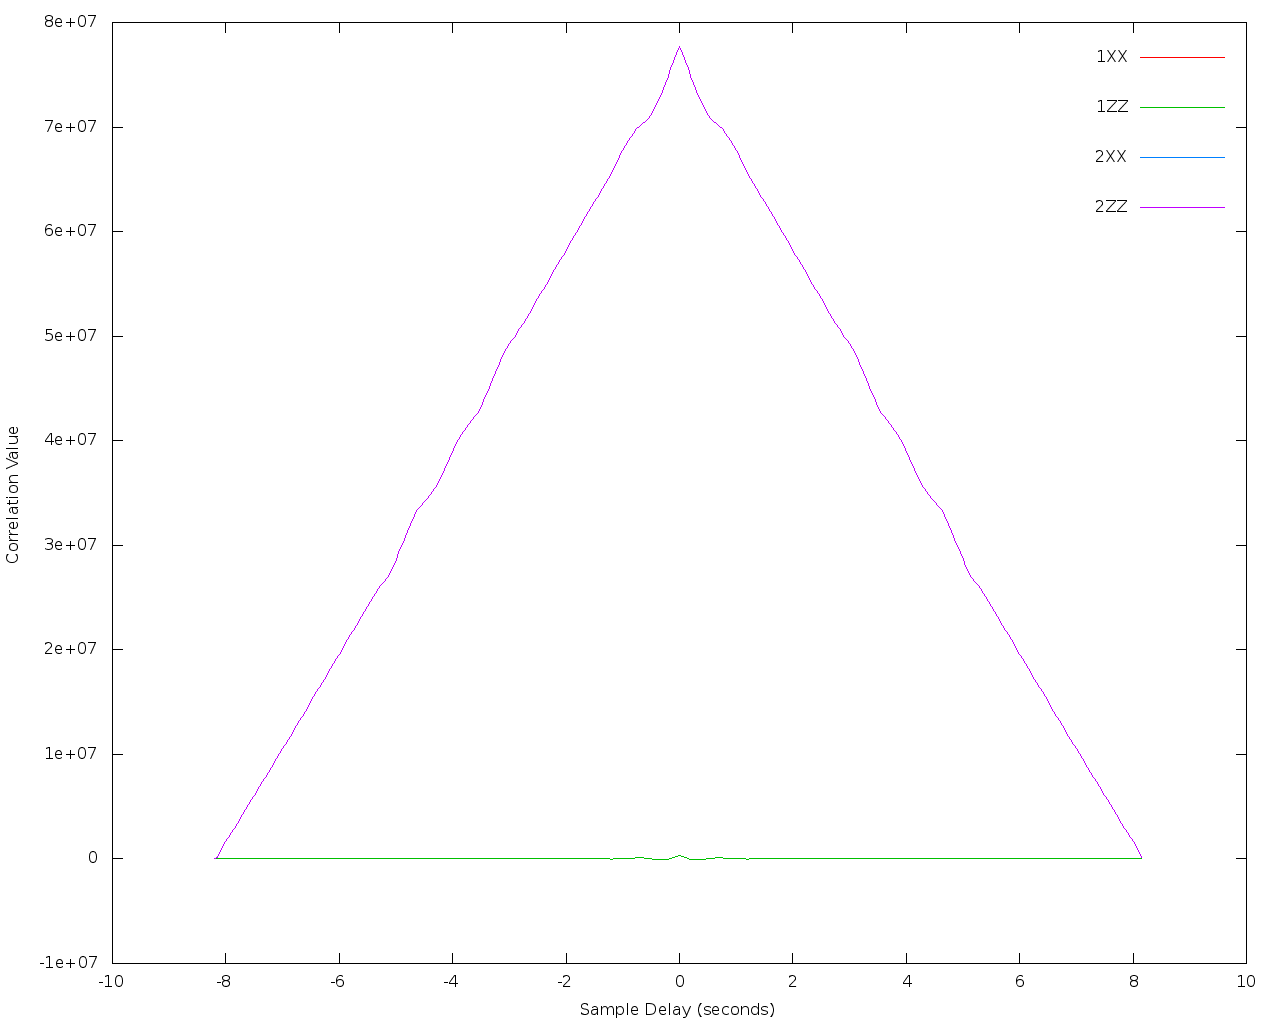 8e+07
7e+07
6e+07
5e+07
4e+07
3e+07
2e+07
1e+07
0
-1e+07
-10
-8
-6
-4
-2
0
2
4
6
8
10
Correlation Value
Sample Delay (seconds)
1XX
1ZZ
2XX
2ZZ